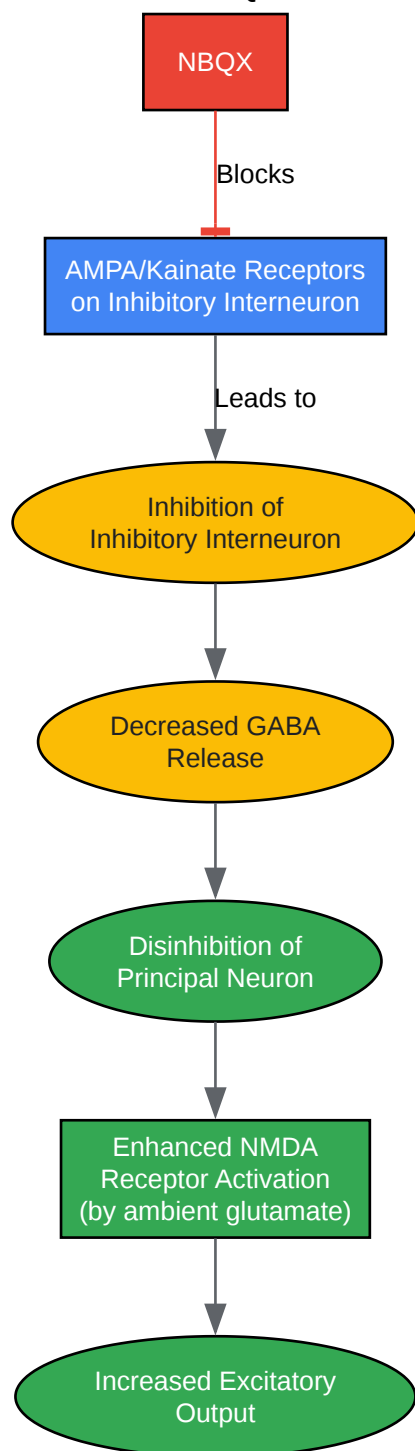 NBQX
Blocks
AMPA/Kainate Receptors
on Inhibitory Interneuron
Leads to
Inhibition of
Inhibitory Interneuron
Decreased GABA
Release
Disinhibition of
Principal Neuron
Enhanced NMDA
Receptor Activation
(by ambient glutamate)
Increased Excitatory
Output